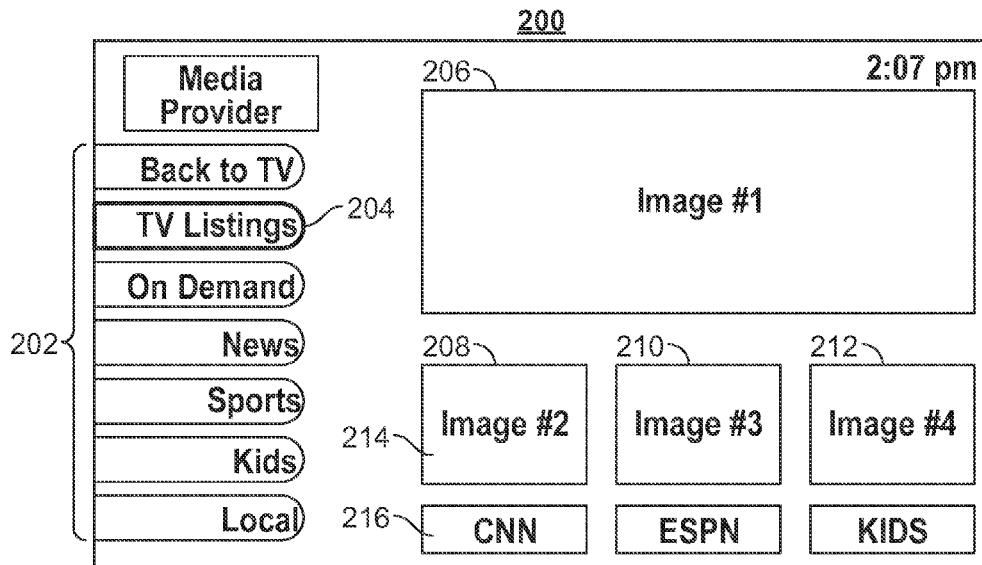 200
2:07 pm
Media
Provider
206
Back to TV
TV Listings
204
On Demand
News
Sports
Kids
Local
202
Image #1
208
210
212
Image #2
Image #3
Image #4
214
216
CNN
ESPN
KIDS